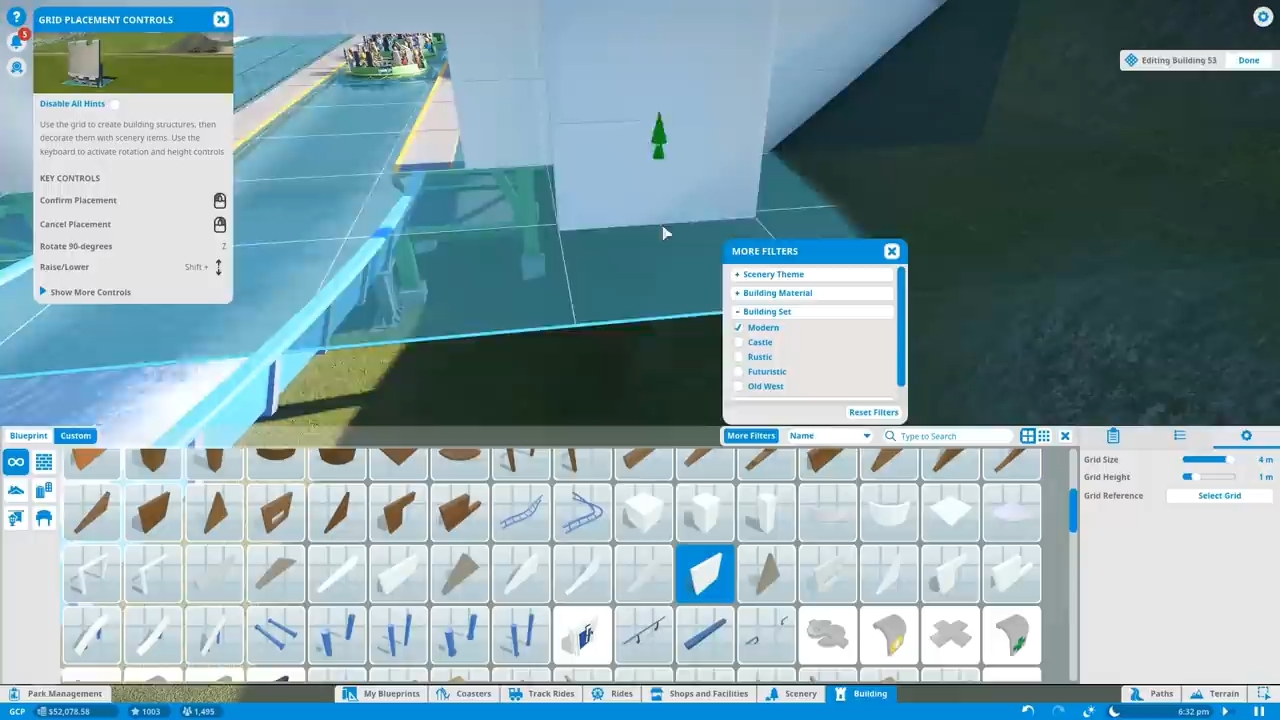 ?
5
GRID PLACEMENT CONTROLS
Disable All Hints
Use the grid to create building structures, then
decorate them with scenery items. Use the
keyboard to activate rotation and height controls
KEY CONTROLS
Confirm Placement
Cancel Placement
Rotate 90-degrees Z
Raise/Lower Shift +
Show More Controls
Editing Building 53 Done
MORE FILTERS
+ Scenery Theme
+ Building Material
- Building Set
Modern
Castle
Rustic
Futuristic
Old West
Reset Filters
Blueprint Custom More Filters Name Type to Search
Grid Size 4 m
Grid Height 1 m
Grid Reference Select Grid
Park Management My Blueprints Coasters Track Rides Rides Shops and Facilities Scenery Building Paths Terrain
GCP $52,078.58 1003 1,495 6:32 pm